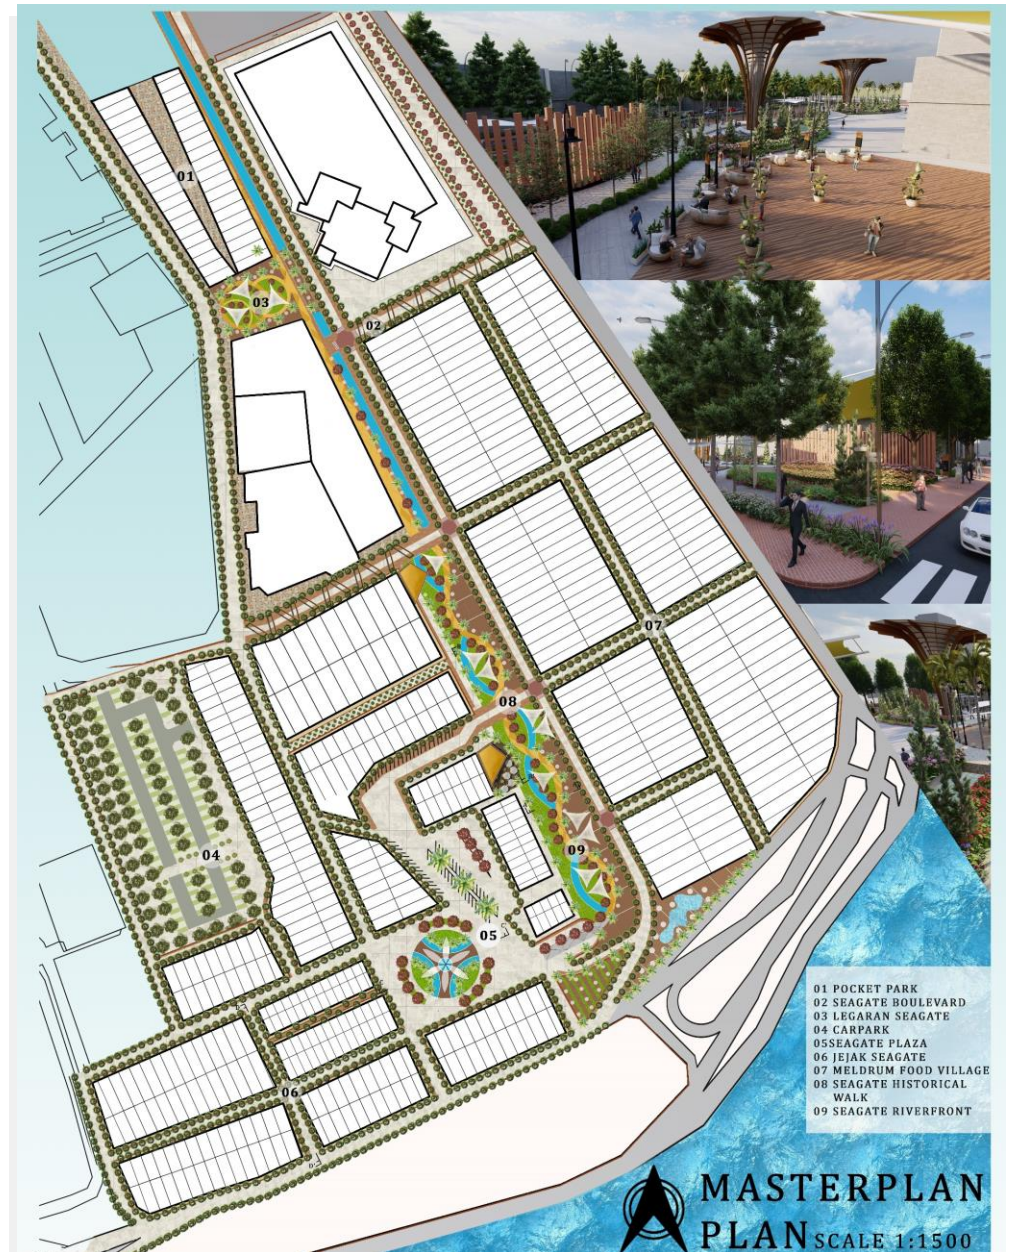 01
03
02
07
08
04
09
05
06
01 POCKET PARK
02 SEAGATE BOULEVARD
03 LEGARAN SEAGATE
04 CARPARK
05SEAGATE PLAZA
06 JEJAK SEAGATE
07 MELDRUM FOOD VILLAGE
08 SEAGATE HISTORICAL
WALK
09 SEAGATE RIVERFRONT
MASTERPLAN
PLAN SCALE 1:1500